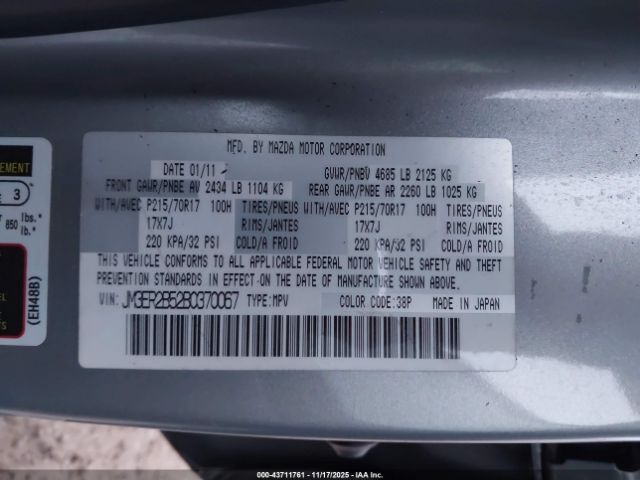 EMENT
3
850 lbs.*
lb.*
(EH48B)
MFD. BY MAZDA MOTOR CORPORATION
DATE 01/11 GVWR/PNBV 4685 LB 2125 KG
FRONT GAWR/PNBE AV 2434 LB 1104 KG REAR GAWR/PNBE AR 2260 LB 1025 KG
WITH/AVEC P215/70R17 100H TIRES/PNEUS WITH/AVEC P215/70R17 100H TIRES/PNEUS
17X7J RIMS/JANTES 17X7J RIMS/JANTES
220 KPA/32 PSI COLD/A FROID 220 KPA/32 PSI COLD/A FROID
THIS VEHICLE CONFORMS TO ALL APPLICABLE FEDERAL MOTOR VEHICLE SAFETY AND THEFT
PREVENTION STANDARDS IN EFFECT ON THE DATE OF MANUFACTURE SHOWN ABOVE.
VIN: JM3ER2B52B0370067 TYPE:MPV COLOR CODE:38P MADE IN JAPAN
000-43711761 - 11/17/2025 - IAA Inc.